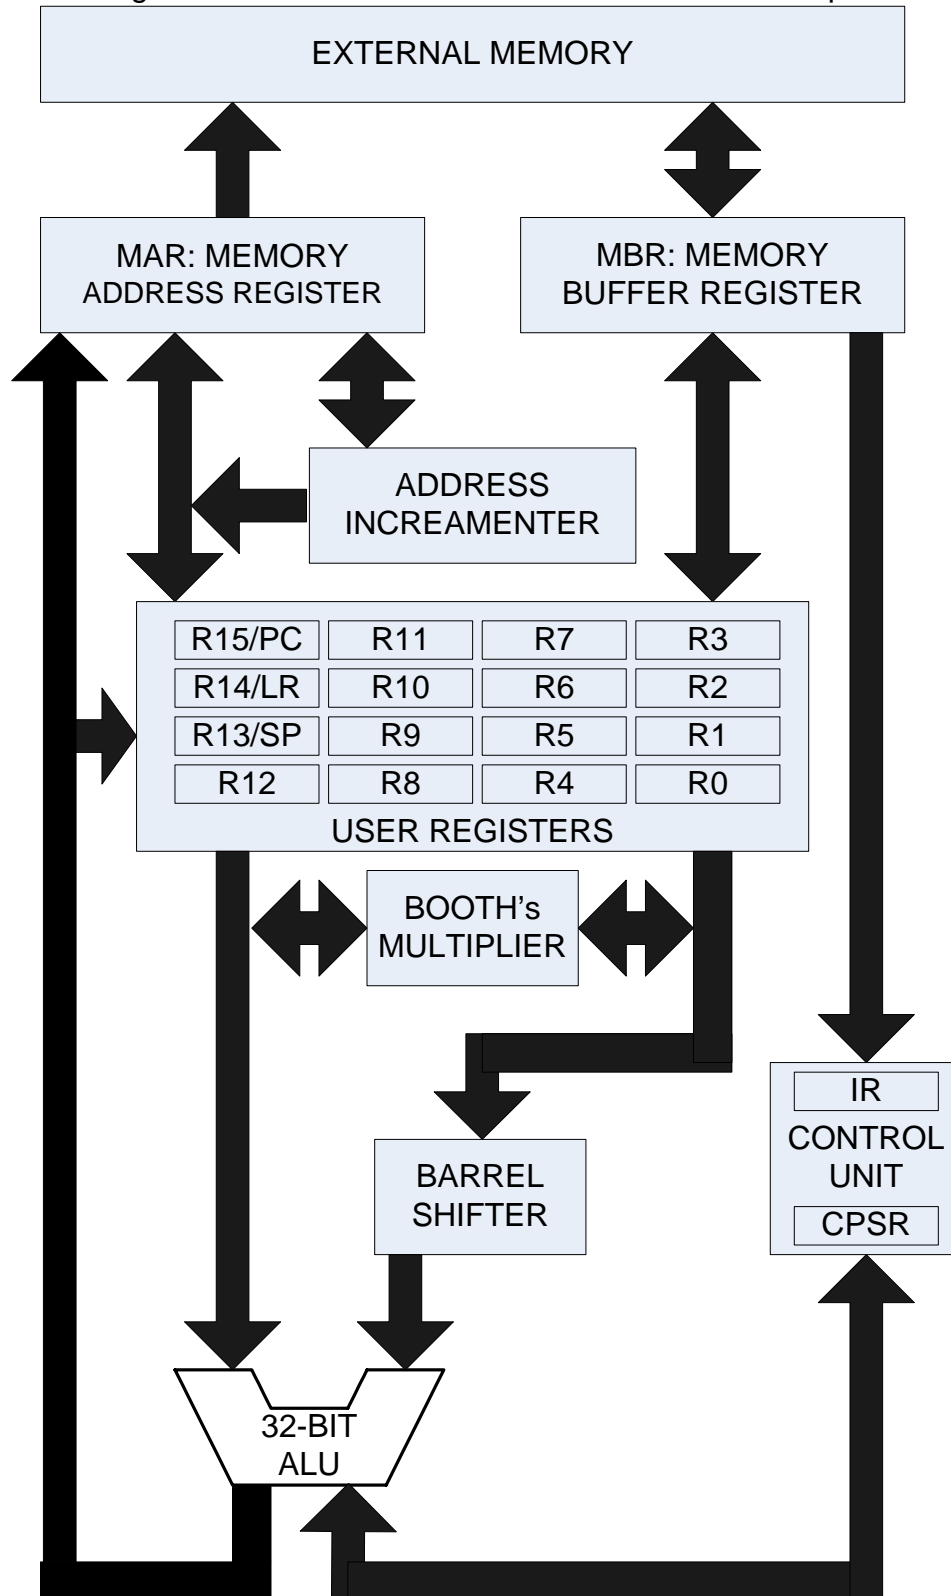 EXTERNAL MEMORY
MAR: MEMORY
ADDRESS REGISTER
MBR: MEMORY
BUFFER REGISTER
ADDRESS
INCREAMENTER
R15/PC R11 R7 R3
R14/LR R10 R6 R2
R13/SP R9 R5 R1
R12 R8 R4 R0
USER REGISTERS
BOOTH's
MULTIPLIER
BARREL
SHIFTER
IR
CONTROL
UNIT
CPSR
32-BIT
ALU